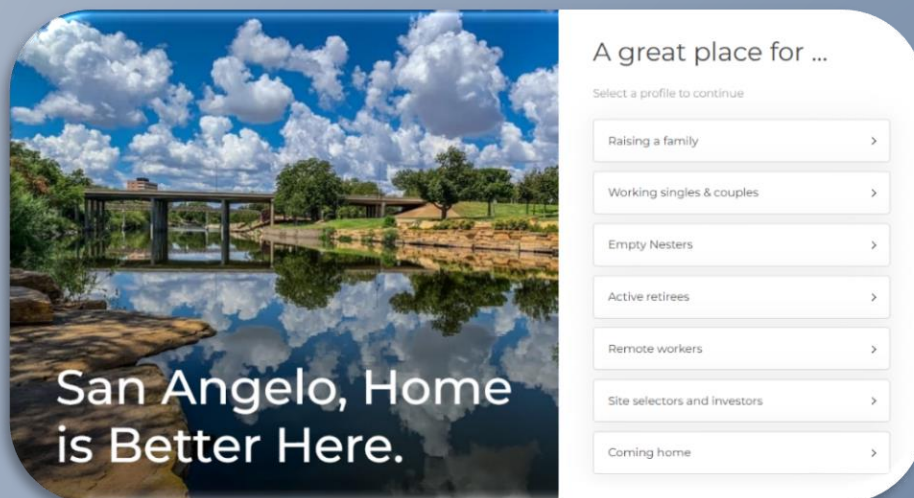 San Angelo, Home
is Better Here.
A great place for ...
Select a profile to continue
Raising a family
Working singles & couples
Empty Nesters
Active retirees
Remote workers
Site selectors and investors
Coming home